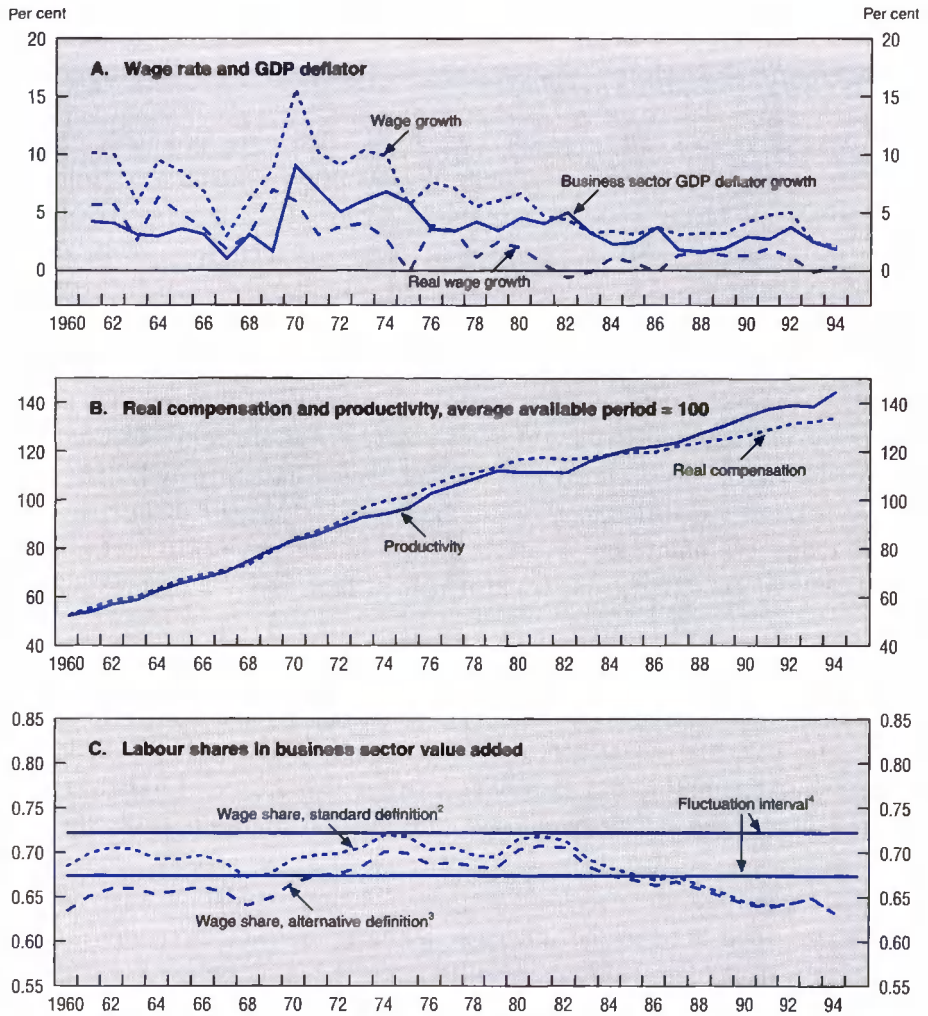 Per cent Per cent
20 20
A. Wage rate and GDP deflator
15 15
Wage growth
10 10
Business sector GDP deflator growth
5 5
0 0
Real wage growth
1960 62 64 66 68 70 72 74 76 78 80 82 84 86 88 90 92 94
140 140
B. Real compensation and productivity, average available period = 100
120 120
Real compensation
100 100
Productivity
80 80
60 60
40 40
1960 62 64 66 68 70 72 74 76 78 80 82 84 86 88 90 92 94
0.85 0.85
C. Labour shares in business sector value added
0.80 0.80
Fluctuation interval⁴
Wage share, standard definition²
0.75 0.75
0.70 0.70
0.65 0.65
Wage share, alternative definition³
0.60 0.60
0.55 0.55
1960 62 64 66 68 70 72 74 76 78 80 82 84 86 88 90 92 94